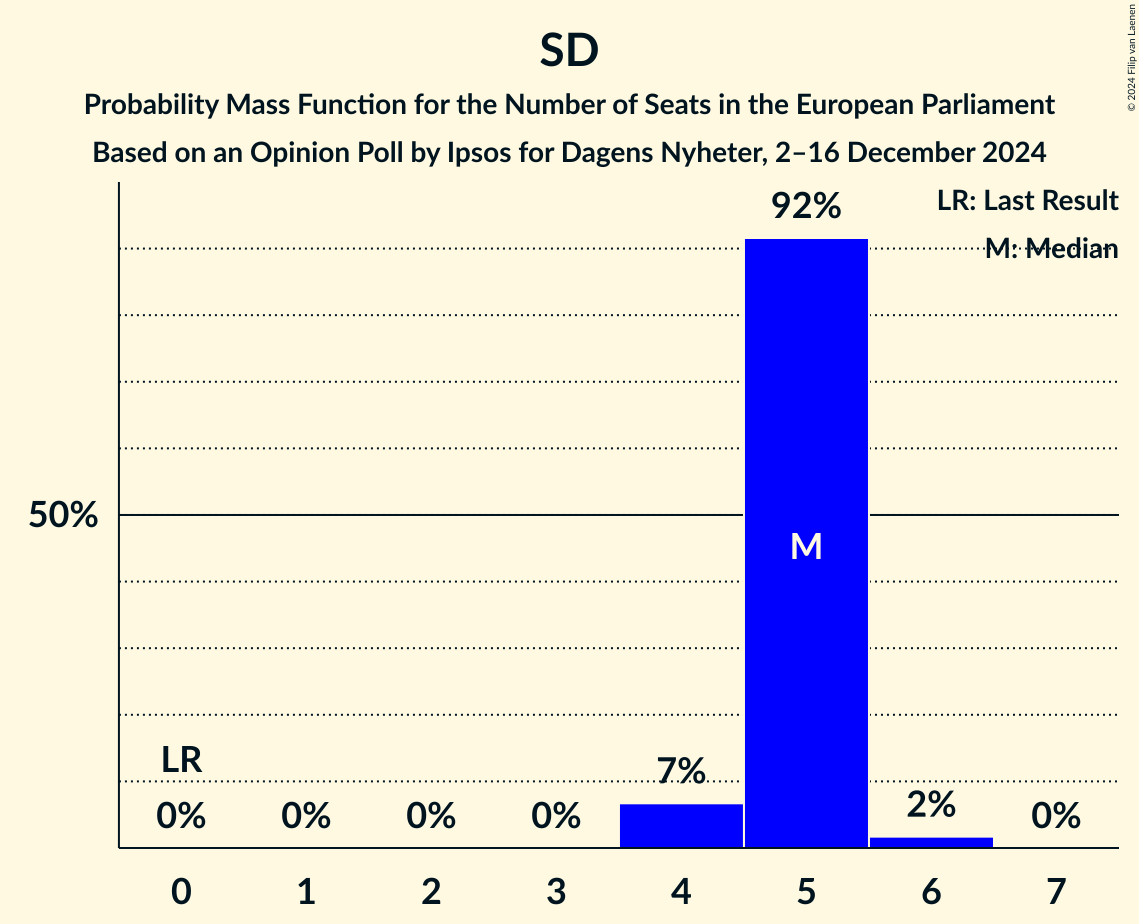 SD
Probability Mass Function for the Number of Seats in the European Parliament
Based on an Opinion Poll by Ipsos for Dagens Nyheter, 2–16 December 2024
© 2024 Filip van Laenen
LR: Last Result
M: Median
92%
50%
M
LR
0%
0%
0%
0%
7%
2%
0%
0
1
2
3
4
5
6
7